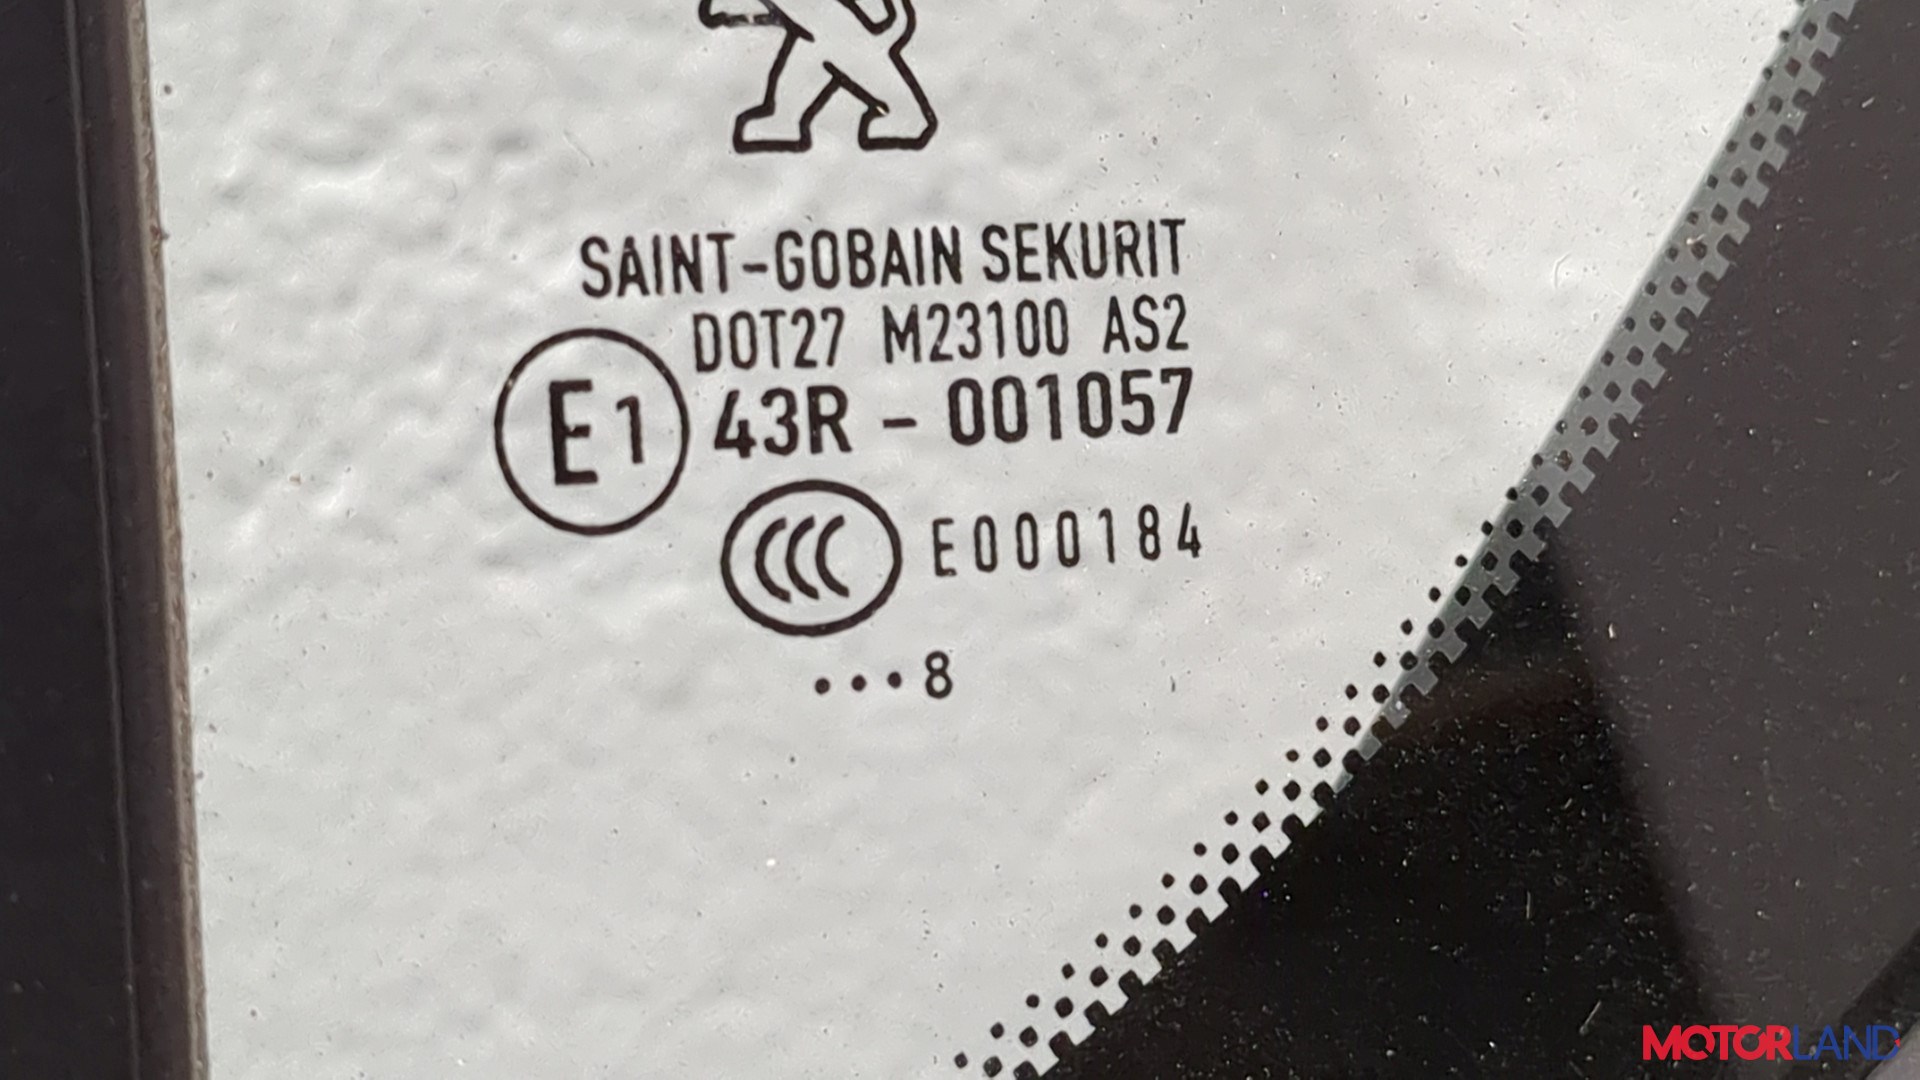 SAINT-GOBAIN SEKURIT
DOT27 M23100 AS2
E1 43R - 001057
CCC E000184
•••8
MOTORLAND